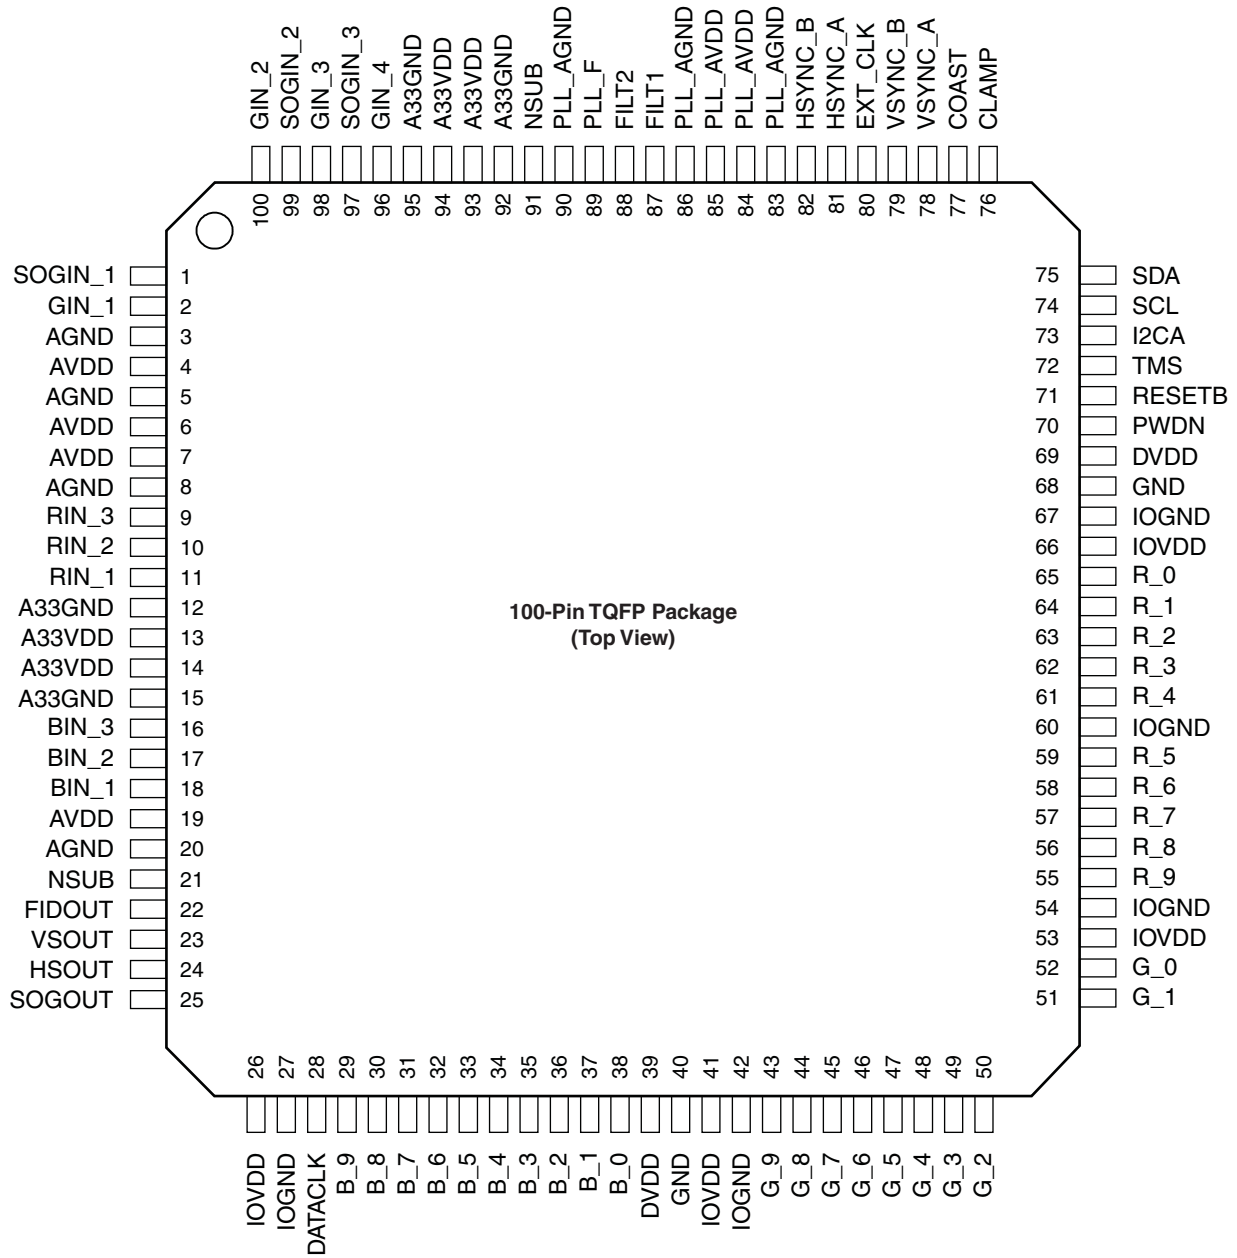 GIN_2
SOGIN_2
GIN_3
SOGIN_3
GIN_4
A33GND
A33VDD
A33VDD
A33GND
NSUB
PLL_AGND
PLL_F
FILT2
FILT1
PLL_AGND
PLL_AVDD
PLL_AVDD
PLL_AGND
HSYNC_B
HSYNC_A
EXT_CLK
VSYNC_B
VSYNC_A
COAST
CLAMP
100
99
98
97
96
95
94
93
92
91
90
89
88
87
86
85
84
83
82
81
80
79
78
77
76
SOGIN_1 1
GIN_1 2
AGND 3
AVDD 4
AGND 5
AVDD 6
AVDD 7
AGND 8
RIN_3 9
RIN_2 10
RIN_1 11
A33GND 12
A33VDD 13
A33VDD 14
A33GND 15
BIN_3 16
BIN_2 17
BIN_1 18
AVDD 19
AGND 20
NSUB 21
FIDOUT 22
VSOUT 23
HSOUT 24
SOGOUT 25
100-Pin TQFP Package
(Top View)
75 SDA
74 SCL
73 I2CA
72 TMS
71 RESETB
70 PWDN
69 DVDD
68 GND
67 IOGND
66 IOVDD
65 R_0
64 R_1
63 R_2
62 R_3
61 R_4
60 IOGND
59 R_5
58 R_6
57 R_7
56 R_8
55 R_9
54 IOGND
53 IOVDD
52 G_0
51 G_1
26
27
28
29
30
31
32
33
34
35
36
37
38
39
40
41
42
43
44
45
46
47
48
49
50
IOVDD
IOGND
DATACLK
B_9
B_8
B_7
B_6
B_5
B_4
B_3
B_2
B_1
B_0
DVDD
GND
IOVDD
IOGND
G_9
G_8
G_7
G_6
G_5
G_4
G_3
G_2